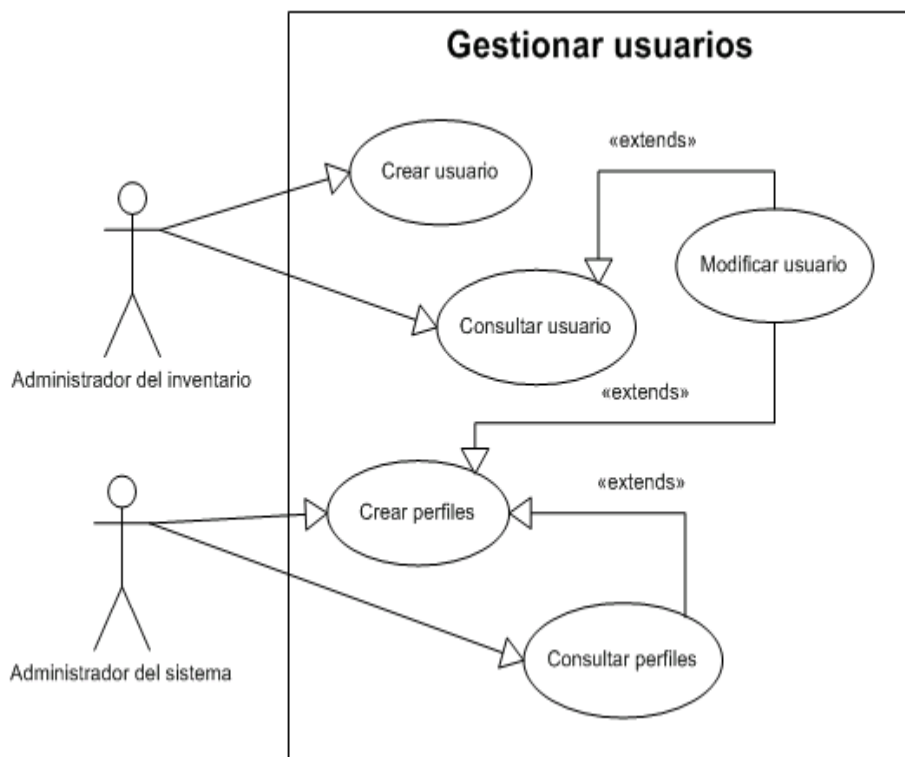 Gestionar usuarios
«extends»
Crear usuario
Modificar usuario
Consultar usuario
Administrador del inventario
«extends»
«extends»
Crear perfiles
Consultar perfiles
Administrador del sistema